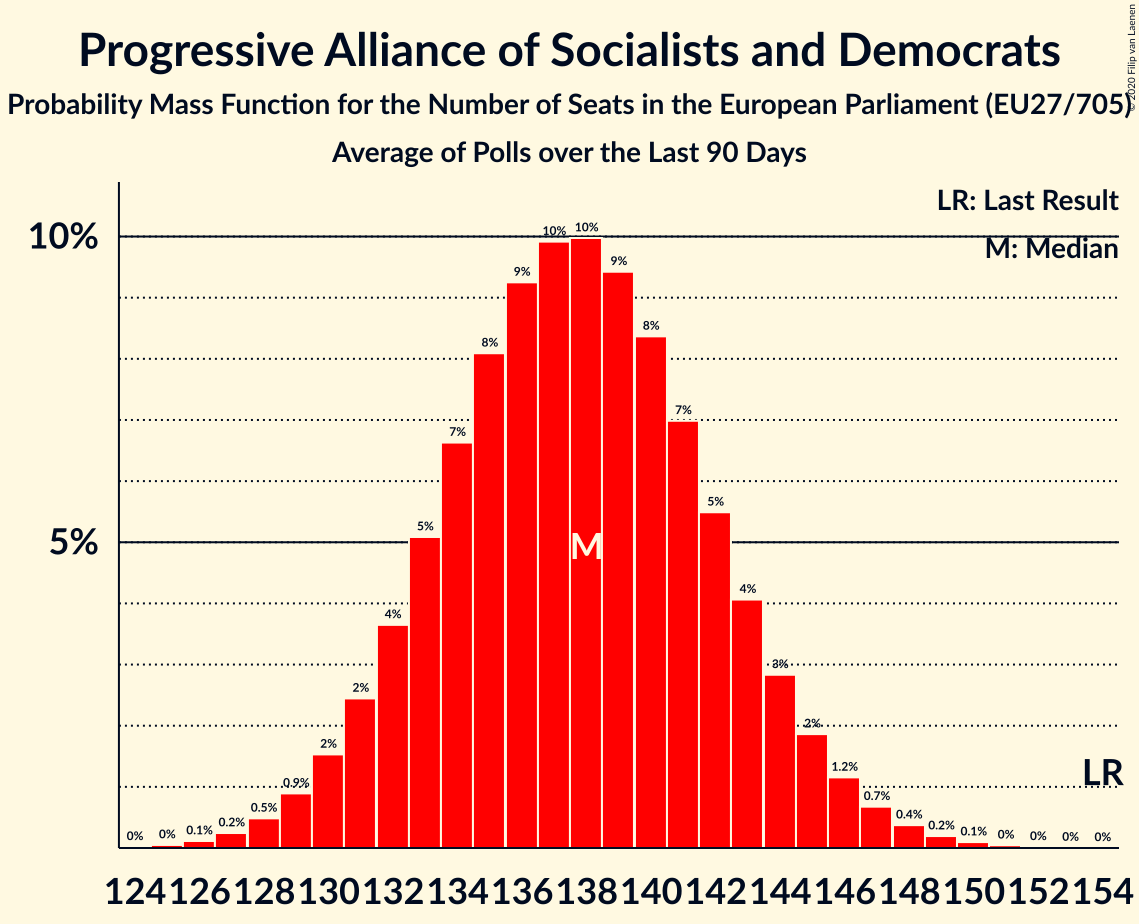 Progressive Alliance of Socialists and Democrats
Probability Mass Function for the Number of Seats in the European Parliament (EU27/705)
Average of Polls over the Last 90 Days
© 2020 Filip van Laenen
LR: Last Result
M: Median
10%
5%
0% 0% 0.1% 0.2% 0.5% 0.9% 2% 2% 4% 5% 7% 8% 9% 10% 10% 9% 8% 7% 5% 4% 3% 2% 1.2% 0.7% 0.4% 0.2% 0.1% 0% 0% 0% 0%
M
LR
124 126 128 130 132 134 136 138 140 142 144 146 148 150 152 154